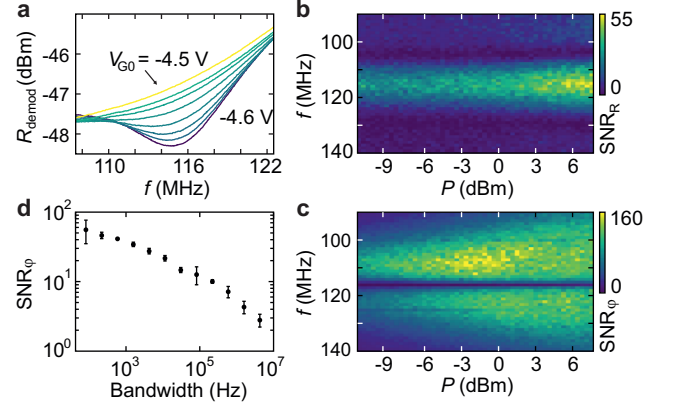 a
-46
-47
-48
R_demod (dBm)
V_G0 = -4.5 V
-4.6 V
110
116
122
f (MHz)
b
100
120
140
f (MHz)
-9
-6
-3
0
3
6
P (dBm)
55
0
SNR_R
d
10^2
10^1
10^0
SNR_φ
10^3
10^5
10^7
Bandwidth (Hz)
c
100
120
140
f (MHz)
-9
-6
-3
0
3
6
P (dBm)
160
0
SNR_φ